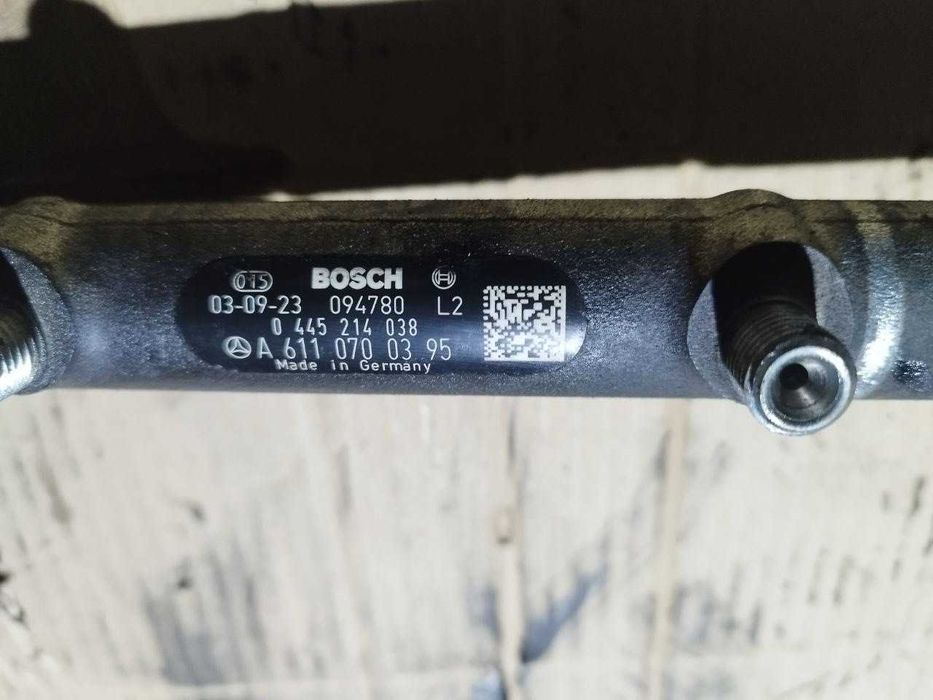 015 BOSCH
03-09-23 094780 L2
0 445 214 038
A 611 070 03 95
Made in Germany